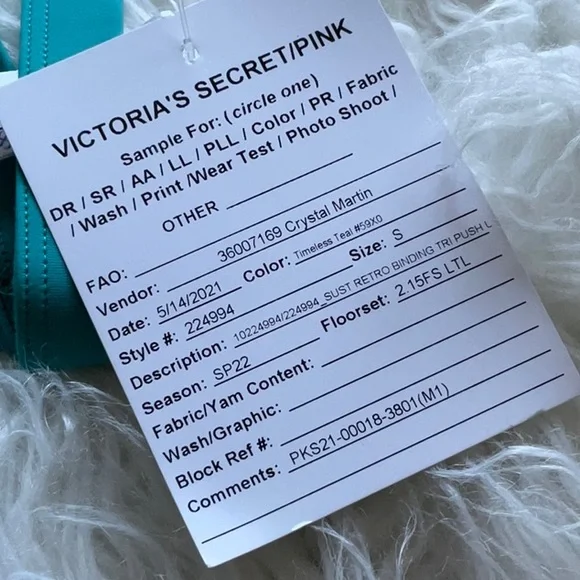 VICTORIA'S SECRET/PINK
Sample For: (circle one)
DR / SR / AA / LL / PLL / Color / PR / Fabric
/ Wash / Print /Wear Test / Photo Shoot /
OTHER
FAO:
Vendor: 36007169 Crystal Martin
Date: 5/14/2021 Color: Timeless Teal #59X0
Style #: 224994 Size: S
Description: 10224994/224994_SUST RETRO BINDING TRI PUSH U
Season: SP22 Floorset: 2.15FS LTL
Fabric/Yarn Content:
Wash/Graphic:
Block Ref #:
Comments: PKS21-00018-3801(M1)